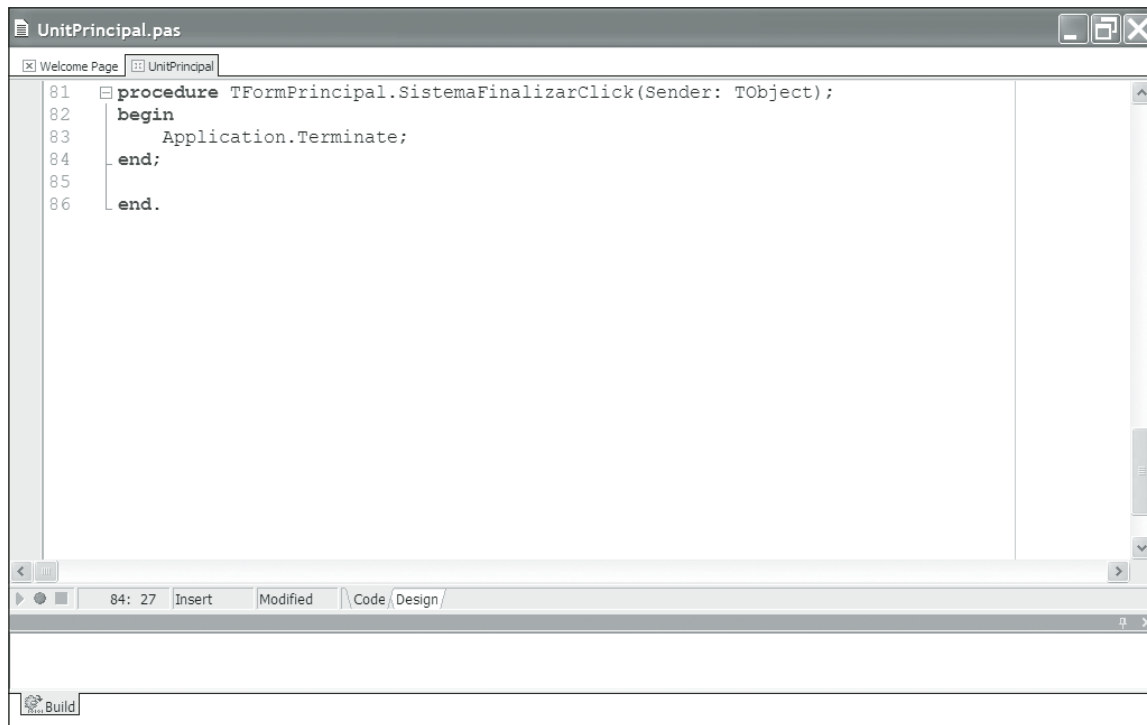 UnitPrincipal.pas
Welcome Page UnitPrincipal
81 procedure TFormPrincipal.SistemaFinalizarClick(Sender: TObject);
82 begin
83 Application.Terminate;
84 end;
85
86 end.
84: 27 Insert Modified Code Design
Build